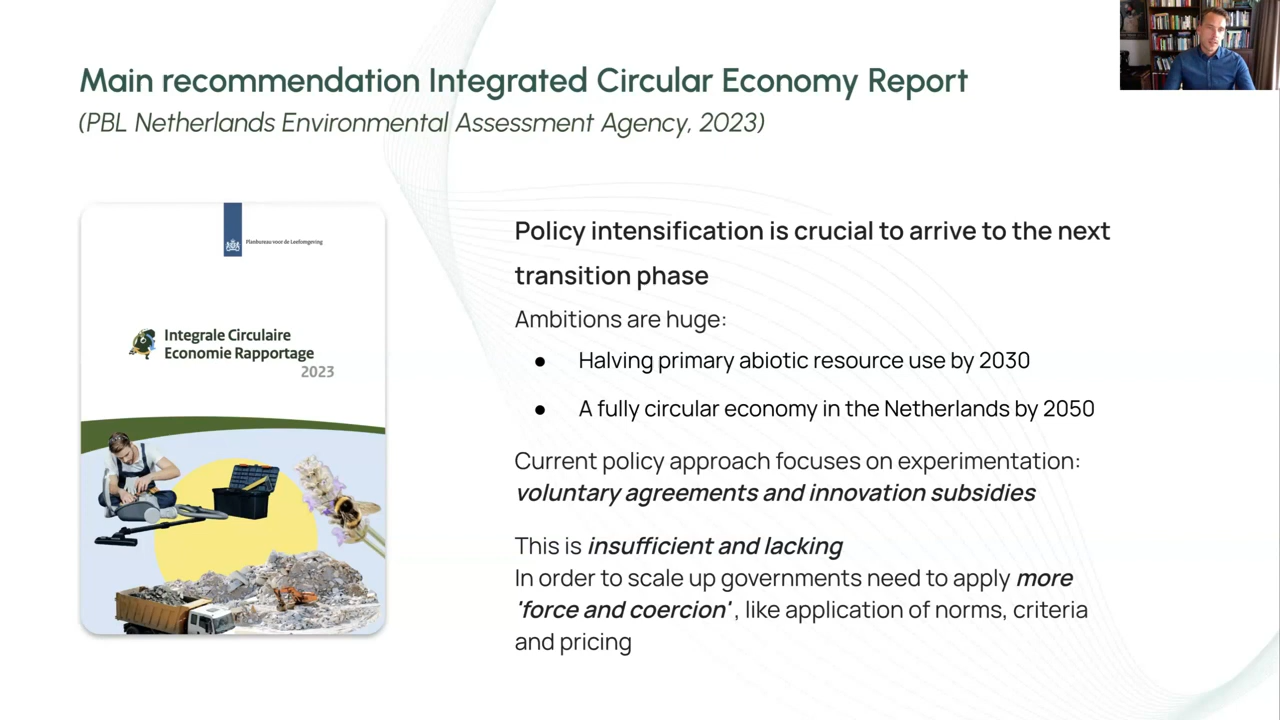 Main recommendation Integrated Circular Economy Report
(PBL Netherlands Environmental Assessment Agency, 2023)
Planbureau voor de Leefomgeving
Integrale Circulaire
Economie Rapportage
2023
Policy intensification is crucial to arrive to the next
transition phase
Ambitions are huge:
● Halving primary abiotic resource use by 2030
● A fully circular economy in the Netherlands by 2050
Current policy approach focuses on experimentation:
voluntary agreements and innovation subsidies
This is insufficient and lacking
In order to scale up governments need to apply more
'force and coercion' , like application of norms, criteria
and pricing